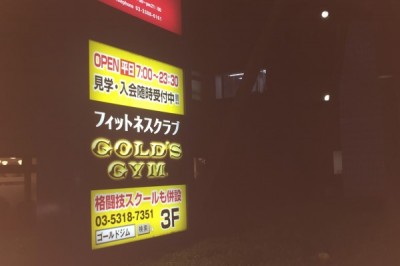 OPEN 平日 7:00~23:30
見学・入会随時受付中!!
フィットネスクラブ
GOLD'S
GYM
格闘技スクールも併設
03-5318-7351
3F
ゴールドジム 検索